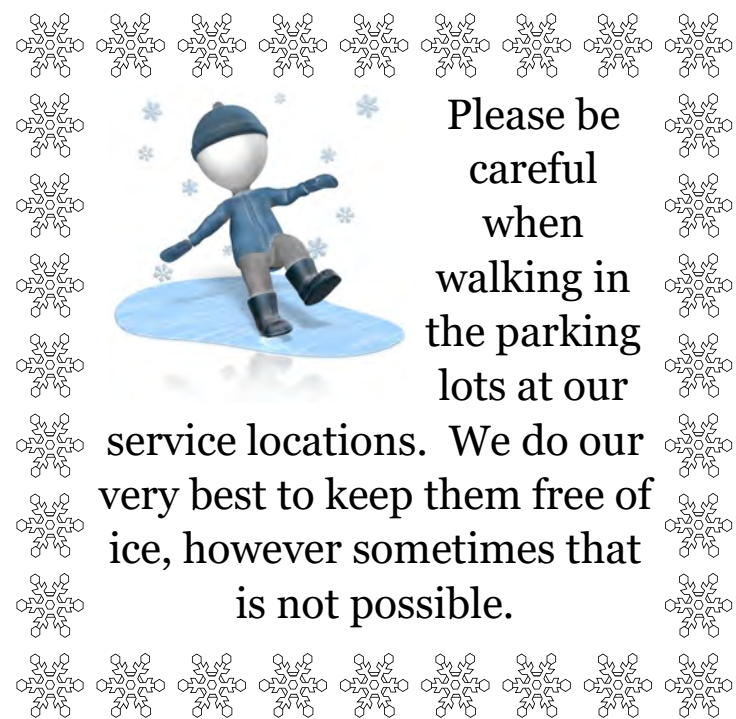 Please be
careful
when
walking in
the parking
lots at our
service locations.  We do our
very best to keep them free of
ice, however sometimes that
is not possible.